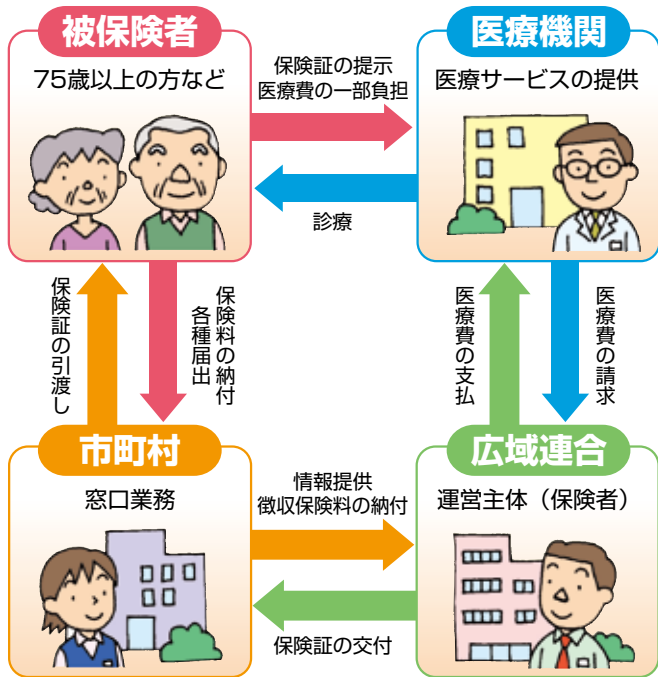 被保険者
75歳以上の方など
保険証の提示
医療費の一部負担
診療
医療機関
医療サービスの提供
保険証の引渡し
保険料の納付
各種届出
医療費の支払
医療費の請求
市町村
窓口業務
情報提供
徴収保険料の納付
保険証の交付
広域連合
運営主体（保険者）